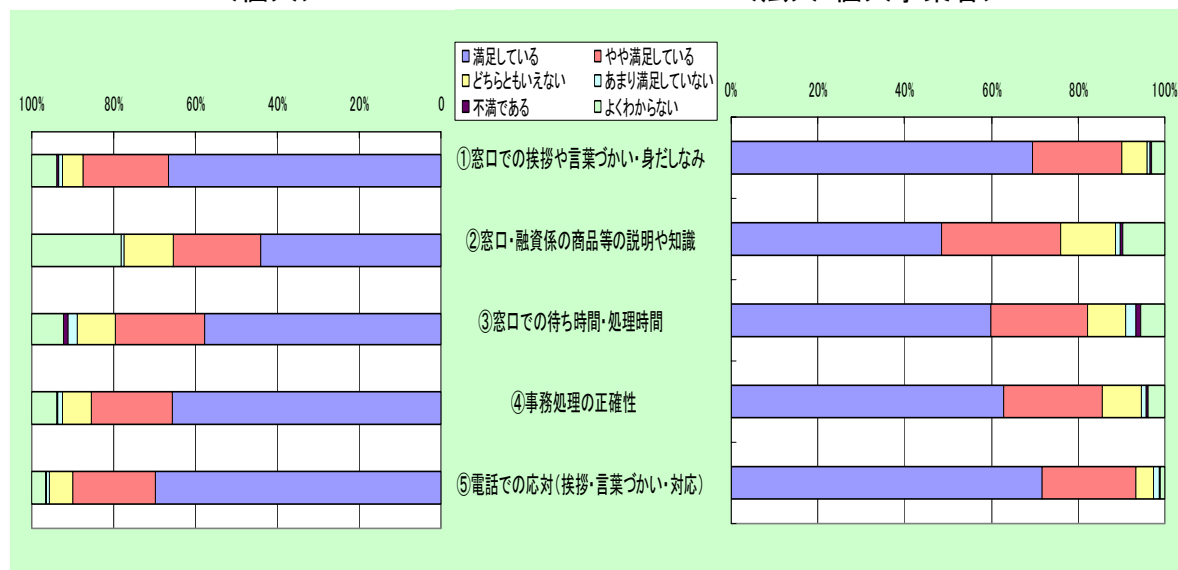 満足している
やや満足している
どちらともいえない
あまり満足していない
不満である
よくわからない
100% 80% 60% 40% 20% 0
0% 20% 40% 60% 80% 100%
①窓口での挨拶や言葉づかい・身だしなみ
②窓口・融資係の商品等の説明や知識
③窓口での待ち時間・処理時間
④事務処理の正確性
⑤電話での応対(挨拶・言葉づかい・対応)